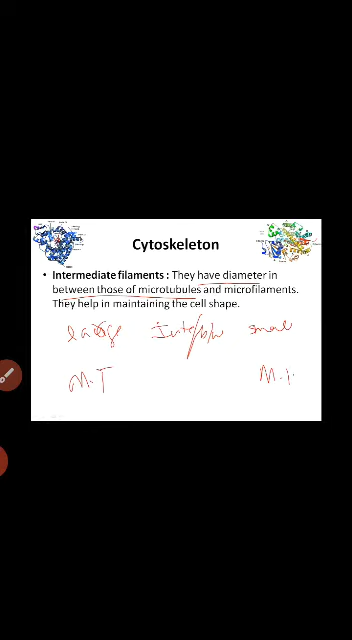 Cytoskeleton
• Intermediate filaments : They have diameter in
between those of microtubules and microfilaments.
They help in maintaining the cell shape.
large Inte/b/w small
M.T M.F